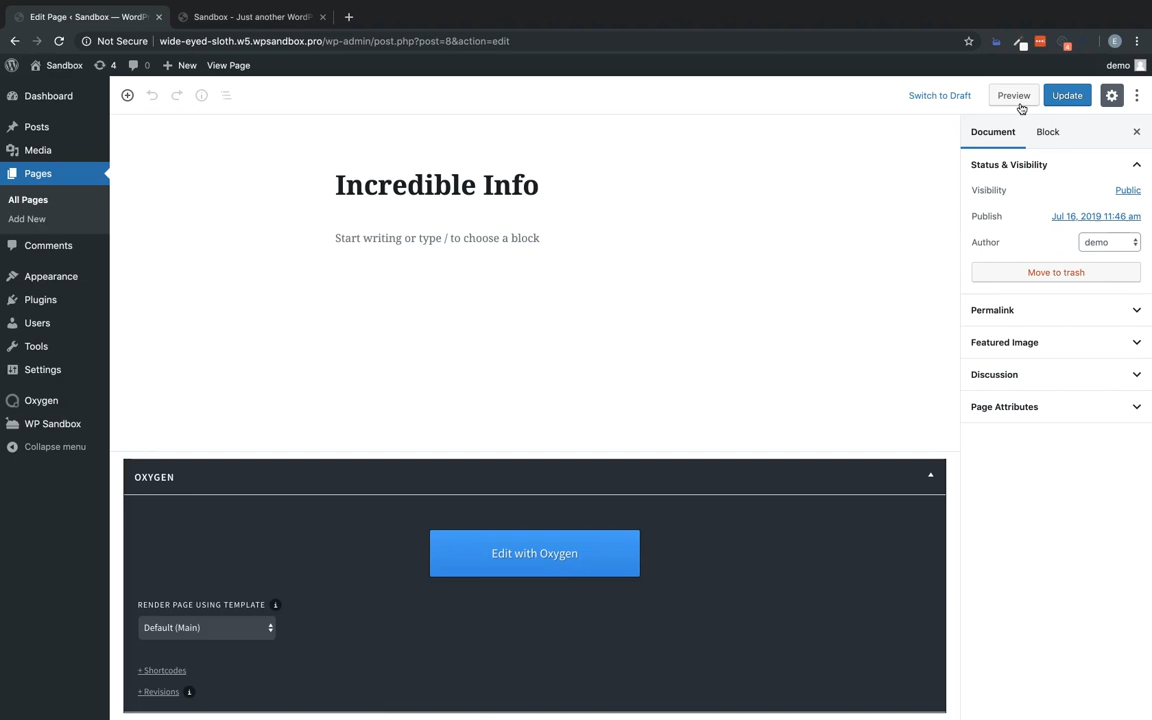 Edit Page ‹ Sandbox — WordPr
Sandbox - Just another WordP
Not Secure
wide-eyed-sloth.w5.wpsandbox.pro/wp-admin/post.php?post=8&action=edit
4
E
Sandbox 4 0 New View Page
demo
Dashboard
Posts
Media
Pages
All Pages
Add New
Comments
Appearance
Plugins
Users
Tools
Settings
Oxygen
WP Sandbox
Collapse menu
Switch to Draft
Preview
Update
Incredible Info
Start writing or type / to choose a block
OXYGEN
Edit with Oxygen
RENDER PAGE USING TEMPLATE
Default (Main)
+ Shortcodes
+ Revisions
Document Block
Status & Visibility
Visibility Public
Publish Jul 16, 2019 11:46 am
Author demo
Move to trash
Permalink
Featured Image
Discussion
Page Attributes